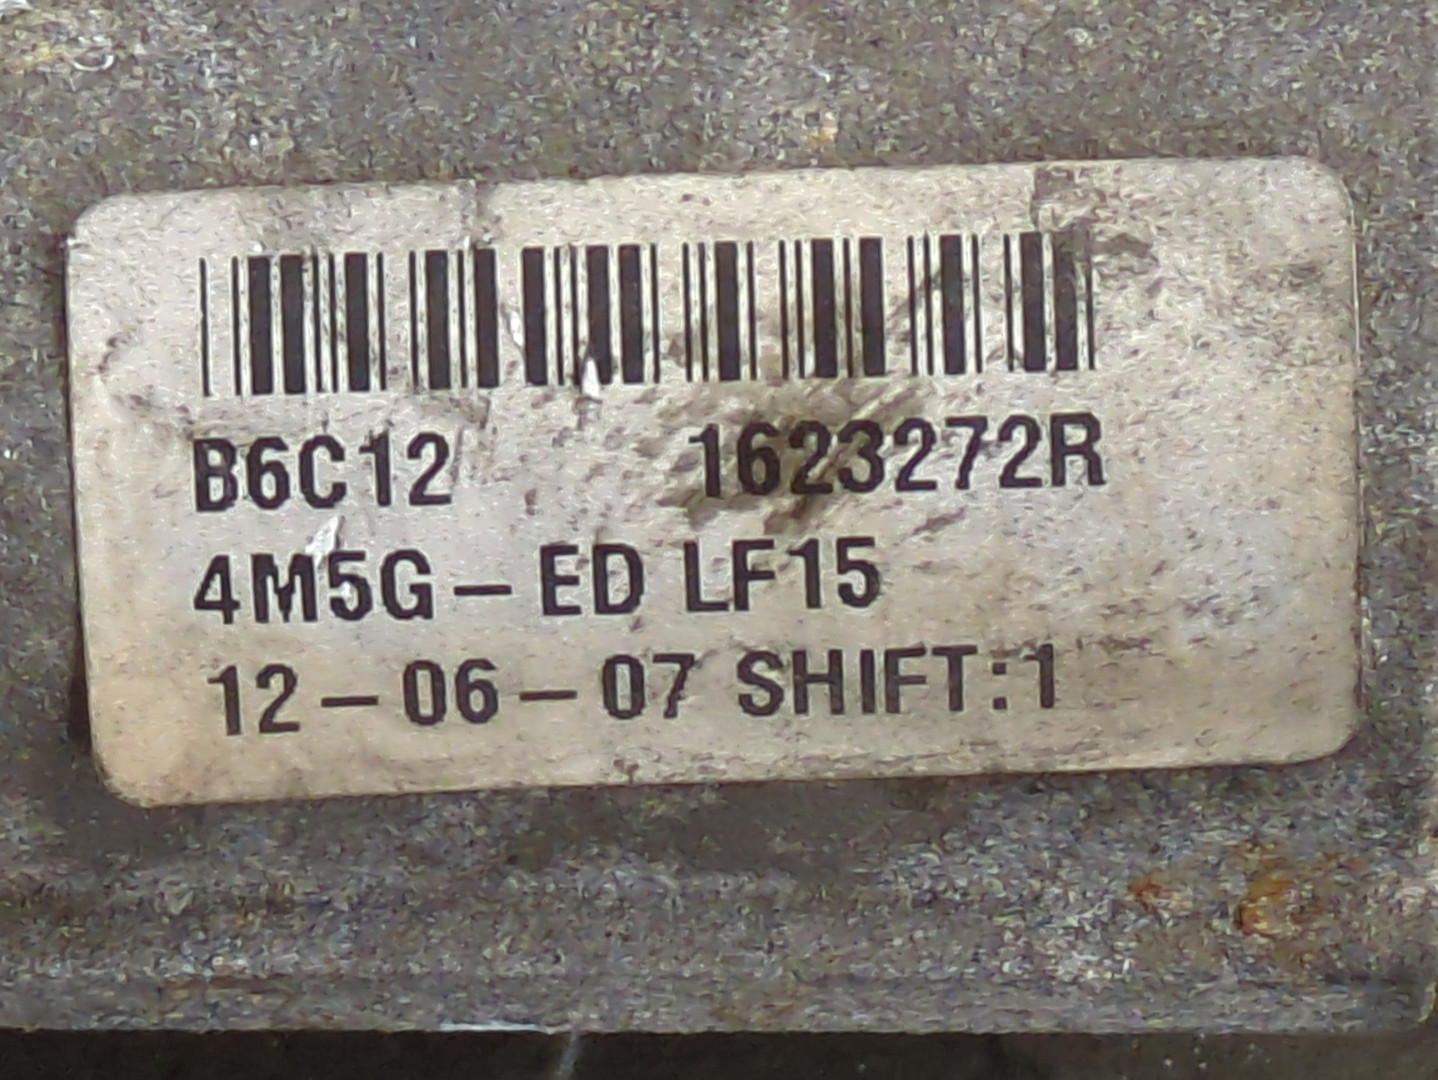 B6C12 1623272R
4M5G-ED LF15
12-06-07 SHIFT:1